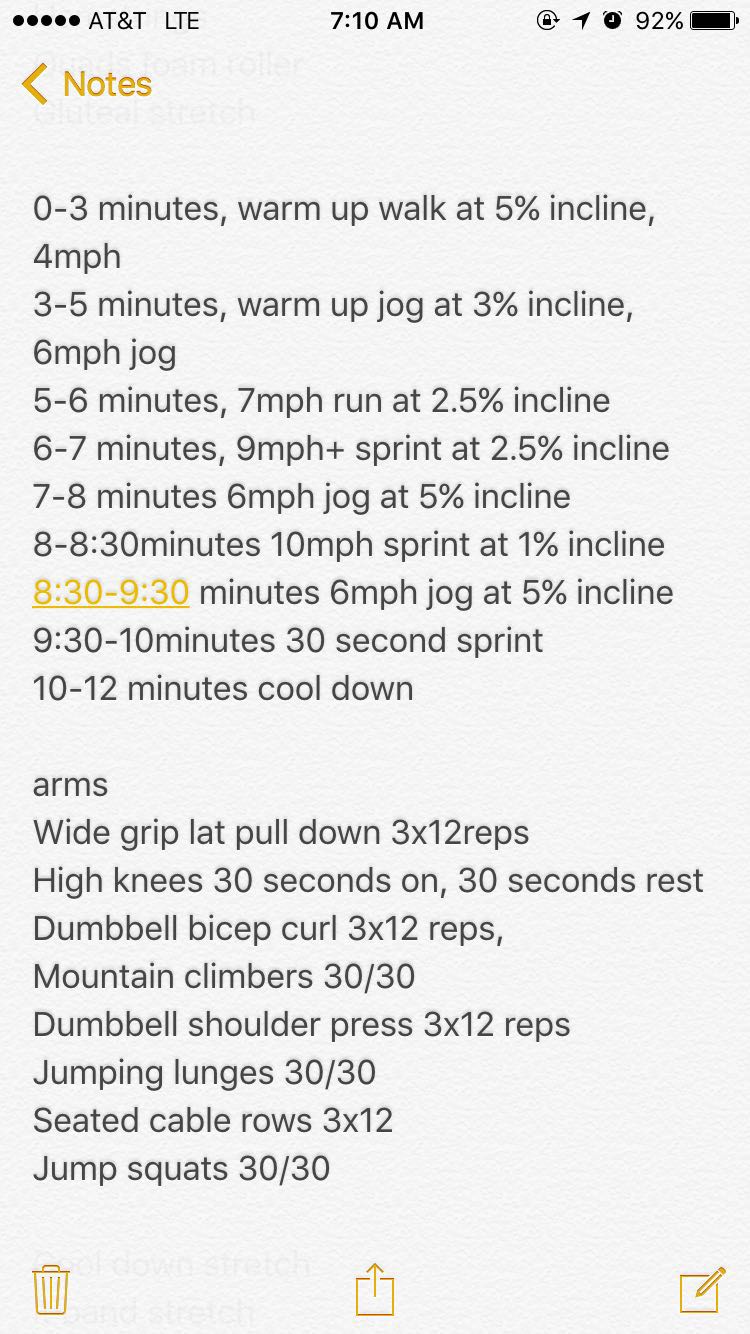 AT&T LTE 7:10 AM 92%
Quads foam roller
Notes
Gluteal stretch
0-3 minutes, warm up walk at 5% incline,
4mph
3-5 minutes, warm up jog at 3% incline,
6mph jog
5-6 minutes, 7mph run at 2.5% incline
6-7 minutes, 9mph+ sprint at 2.5% incline
7-8 minutes 6mph jog at 5% incline
8-8:30minutes 10mph sprint at 1% incline
8:30-9:30 minutes 6mph jog at 5% incline
9:30-10minutes 30 second sprint
10-12 minutes cool down
arms
Wide grip lat pull down 3x12reps
High knees 30 seconds on, 30 seconds rest
Dumbbell bicep curl 3x12 reps,
Mountain climbers 30/30
Dumbbell shoulder press 3x12 reps
Jumping lunges 30/30
Seated cable rows 3x12
Jump squats 30/30
Cool down stretch
band stretch